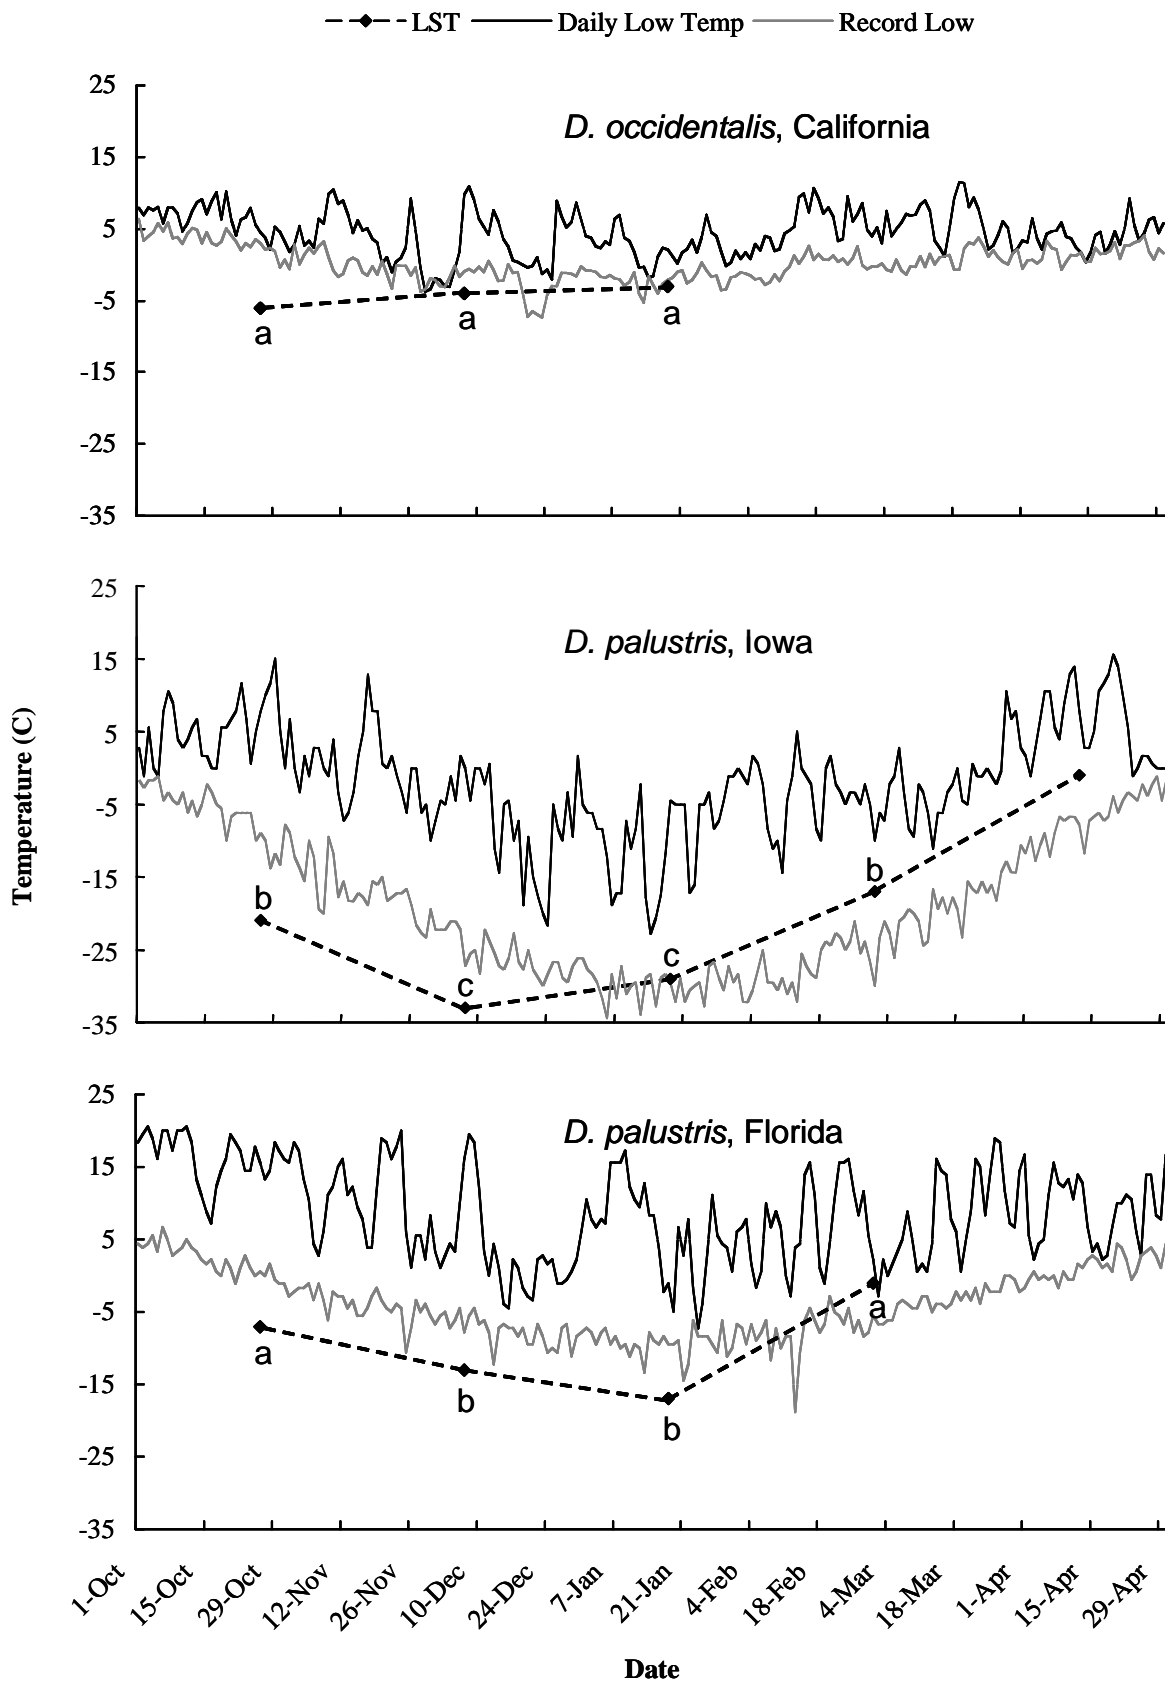 LST Daily Low Temp Record Low
25
D. occidentalis, California
15
5
-5
a a a
-15
-25
-35
25
D. palustris, Iowa
15
5
-5
b
-15
b
c
-25
c
-35
Temperature (C)
25
D. palustris, Florida
15
5
-5
a
a
-15
b
b
-25
-35
1-Oct 15-Oct 29-Oct 12-Nov 26-Nov 10-Dec 24-Dec 7-Jan 21-Jan 4-Feb 18-Feb 4-Mar 18-Mar 1-Apr 15-Apr 29-Apr
Date